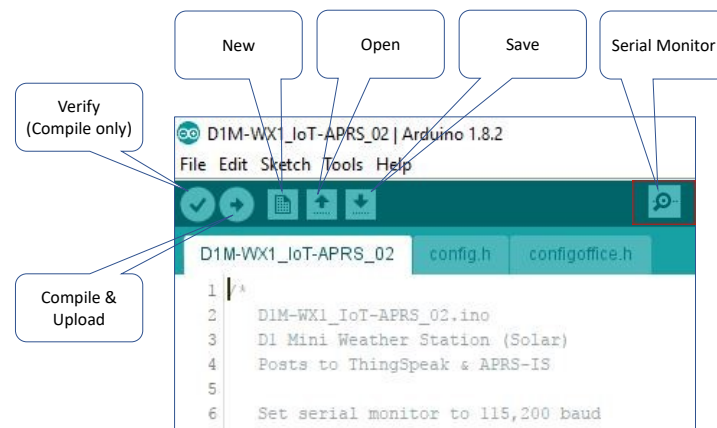 New
Open
Save
Serial Monitor
Verify
(Compile only)
D1M-WX1_IoT-APRS_02 | Arduino 1.8.2
File Edit Sketch Tools Help
D1M-WX1_IoT-APRS_02 config.h configoffice.h
Compile &
Upload
1 /*
2 D1M-WX1_IoT-APRS_02.ino
3 D1 Mini Weather Station (Solar)
4 Posts to ThingSpeak & APRS-IS
5
6 Set serial monitor to 115,200 baud